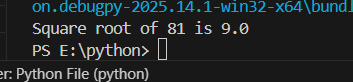 on.debugpy-2025.14.1-win32-x64\bundl
Square root of 81 is 9.0
PS E:\python>
er: Python File (python)